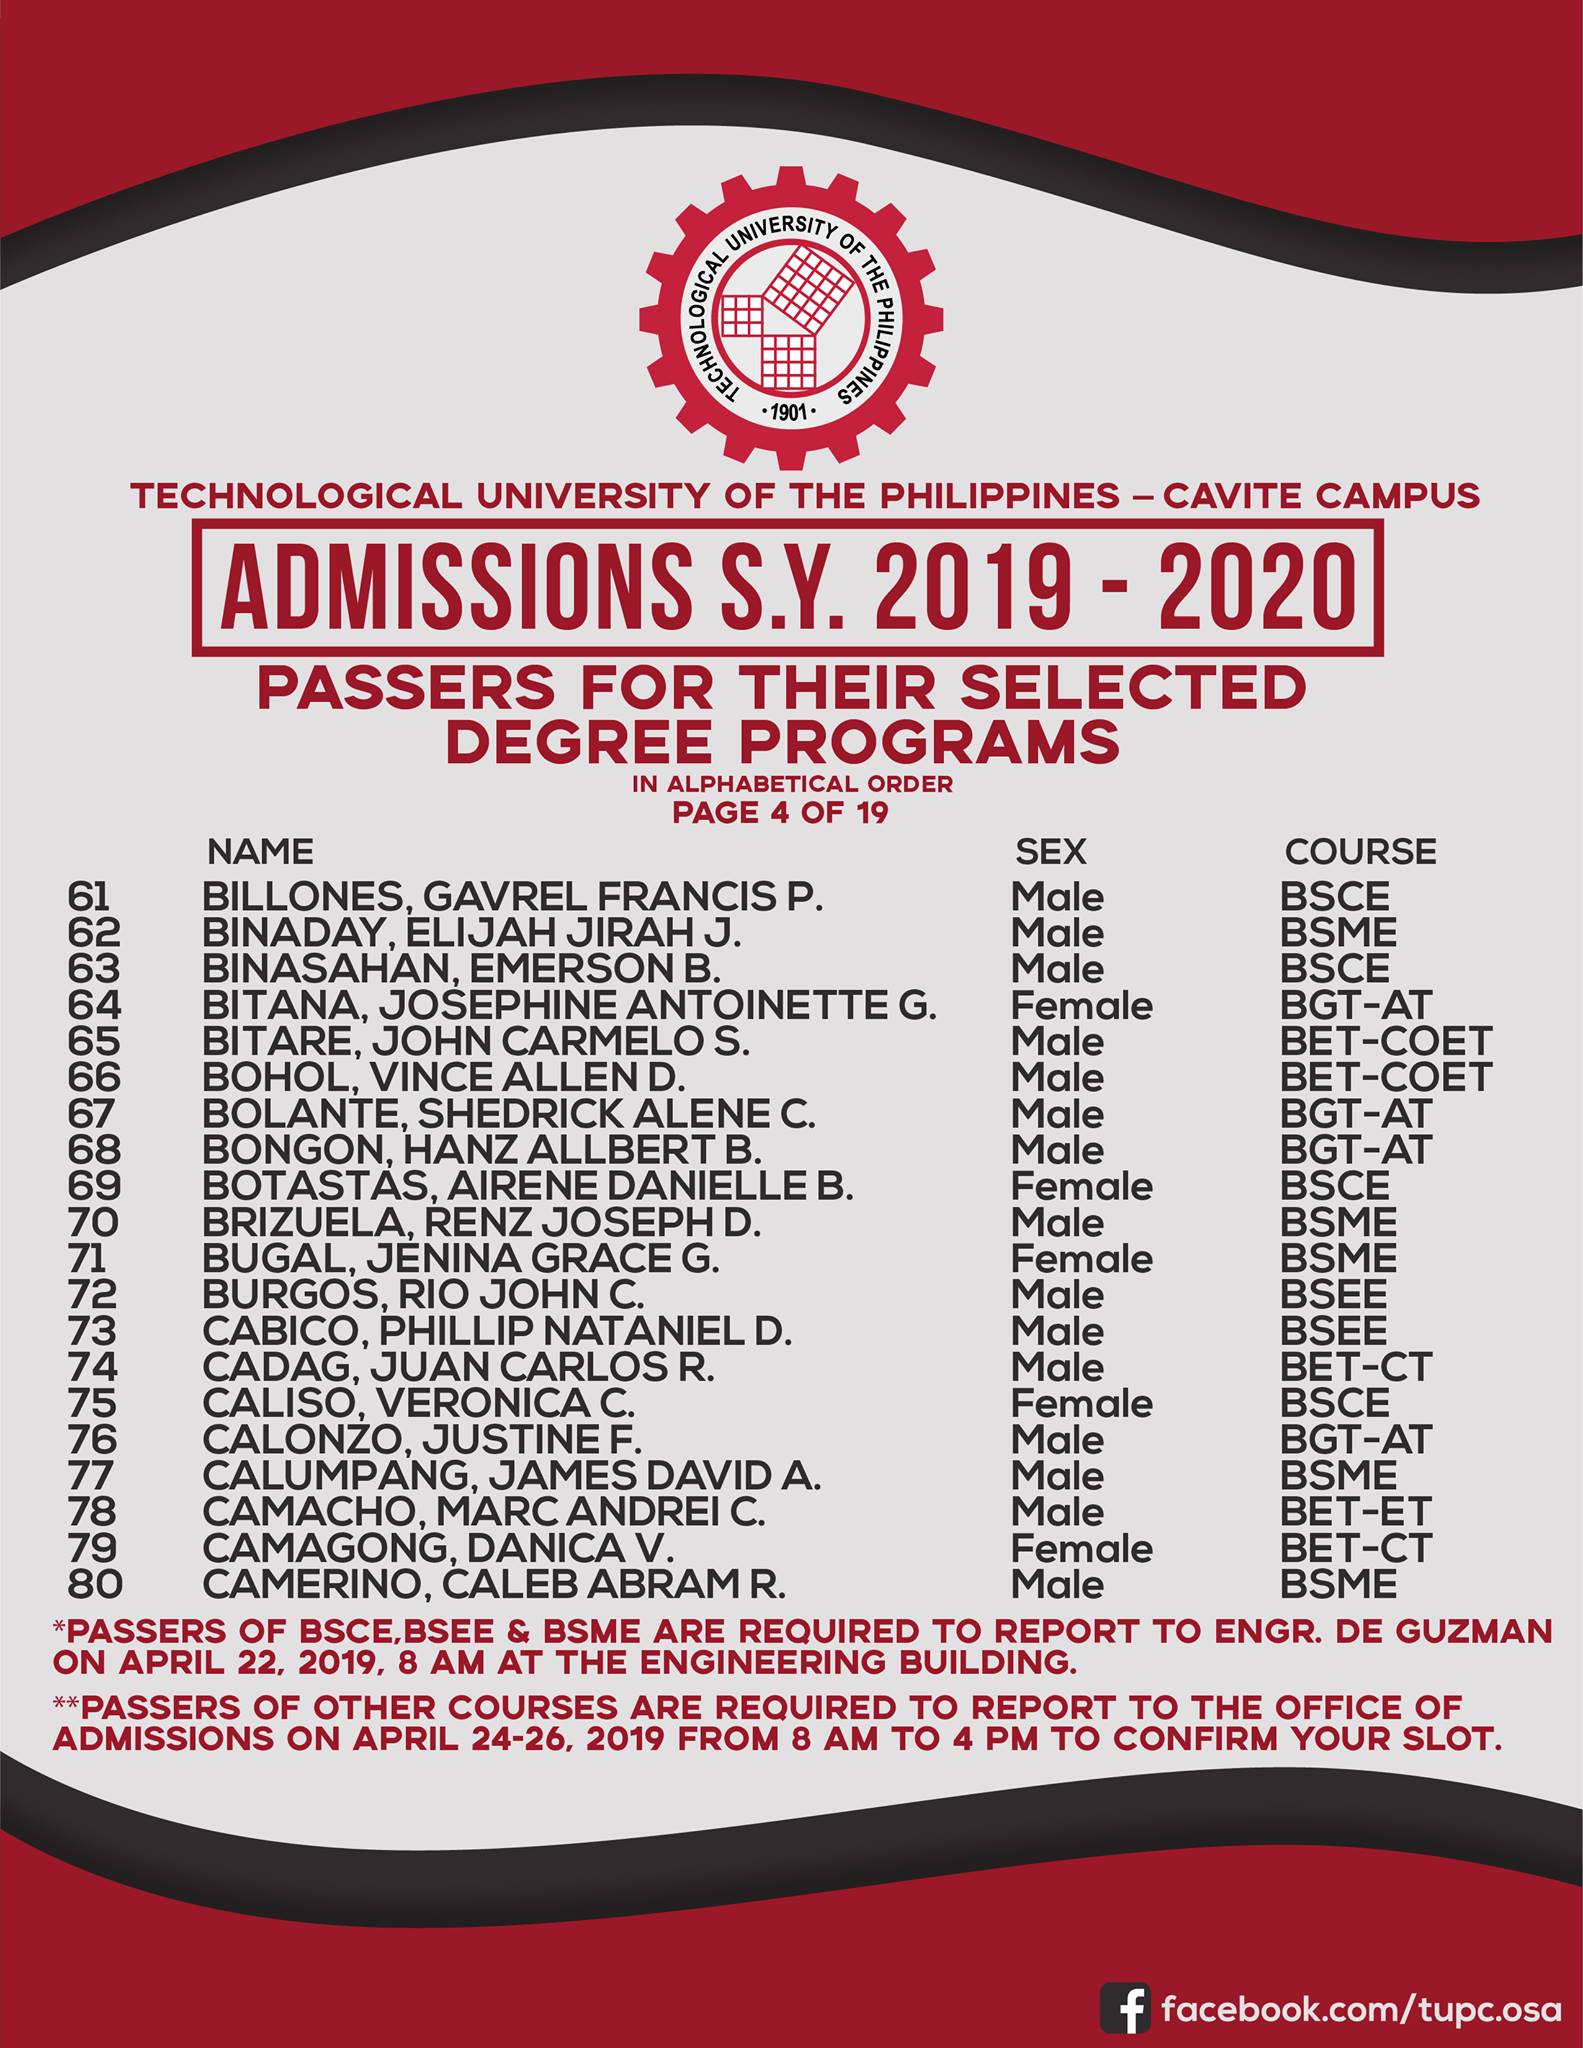 TECHNOLOGICAL UNIVERSITY OF THE PHILIPPINES
• 1901 •
TECHNOLOGICAL UNIVERSITY OF THE PHILIPPINES – CAVITE CAMPUS
ADMISSIONS S.Y. 2019 - 2020
PASSERS FOR THEIR SELECTED
DEGREE PROGRAMS
IN ALPHABETICAL ORDER
PAGE 4 OF 19
NAME SEX COURSE
61 BILLONES, GAVREL FRANCIS P. Male BSCE
62 BINADAY, ELIJAH JIRAH J. Male BSME
63 BINASAHAN, EMERSON B. Male BSCE
64 BITANA, JOSEPHINE ANTOINETTE G. Female BGT-AT
65 BITARE, JOHN CARMELO S. Male BET-COET
66 BOHOL, VINCE ALLEN D. Male BET-COET
67 BOLANTE, SHEDRICK ALENE C. Male BGT-AT
68 BONGON, HANZ ALLBERT B. Male BGT-AT
69 BOTASTAS, AIRENE DANIELLE B. Female BSCE
70 BRIZUELA, RENZ JOSEPH D. Male BSME
71 BUGAL, JENINA GRACE G. Female BSME
72 BURGOS, RIO JOHN C. Male BSEE
73 CABICO, PHILLIP NATANIEL D. Male BSEE
74 CADAG, JUAN CARLOS R. Male BET-CT
75 CALISO, VERONICA C. Female BSCE
76 CALONZO, JUSTINE F. Male BGT-AT
77 CALUMPANG, JAMES DAVID A. Male BSME
78 CAMACHO, MARC ANDREI C. Male BET-ET
79 CAMAGONG, DANICA V. Female BET-CT
80 CAMERINO, CALEB ABRAM R. Male BSME
*PASSERS OF BSCE,BSEE & BSME ARE REQUIRED TO REPORT TO ENGR. DE GUZMAN
ON APRIL 22, 2019, 8 AM AT THE ENGINEERING BUILDING.
**PASSERS OF OTHER COURSES ARE REQUIRED TO REPORT TO THE OFFICE OF
ADMISSIONS ON APRIL 24-26, 2019 FROM 8 AM TO 4 PM TO CONFIRM YOUR SLOT.
facebook.com/tupc.osa